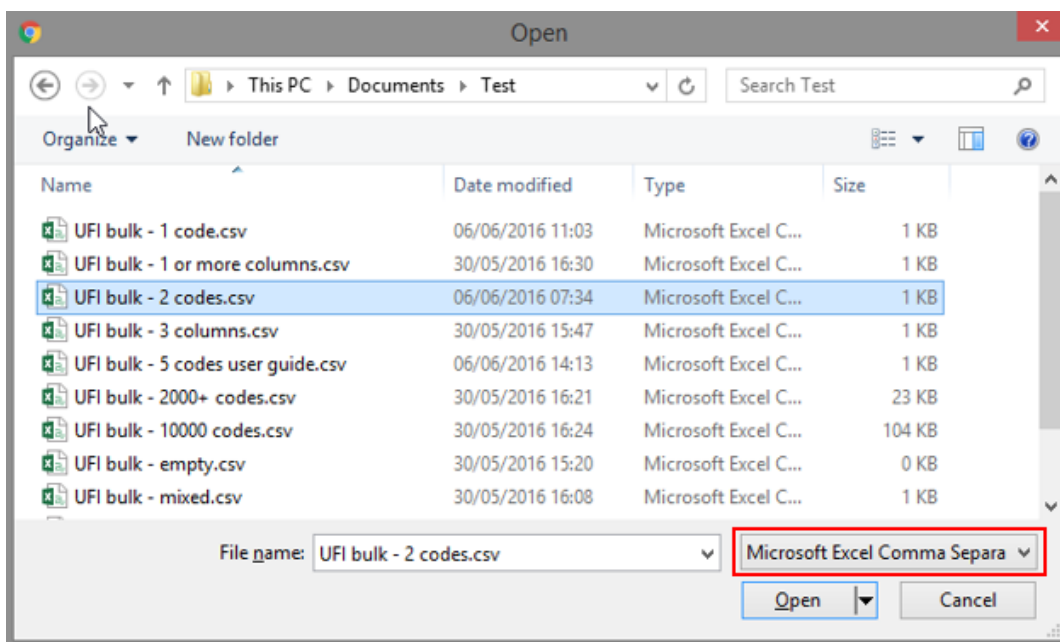 Open
This PC Documents Test Search Test
Organize New folder
Name Date modified Type Size
UFI bulk - 1 code.csv 06/06/2016 11:03 Microsoft Excel C... 1 KB
UFI bulk - 1 or more columns.csv 30/05/2016 16:30 Microsoft Excel C... 1 KB
UFI bulk - 2 codes.csv 06/06/2016 07:34 Microsoft Excel C... 1 KB
UFI bulk - 3 columns.csv 30/05/2016 15:47 Microsoft Excel C... 1 KB
UFI bulk - 5 codes user guide.csv 06/06/2016 14:13 Microsoft Excel C... 1 KB
UFI bulk - 2000+ codes.csv 30/05/2016 16:21 Microsoft Excel C... 23 KB
UFI bulk - 10000 codes.csv 30/05/2016 16:24 Microsoft Excel C... 104 KB
UFI bulk - empty.csv 30/05/2016 15:20 Microsoft Excel C... 0 KB
UFI bulk - mixed.csv 30/05/2016 16:08 Microsoft Excel C... 1 KB
File name: UFI bulk - 2 codes.csv Microsoft Excel Comma Separa
Open Cancel